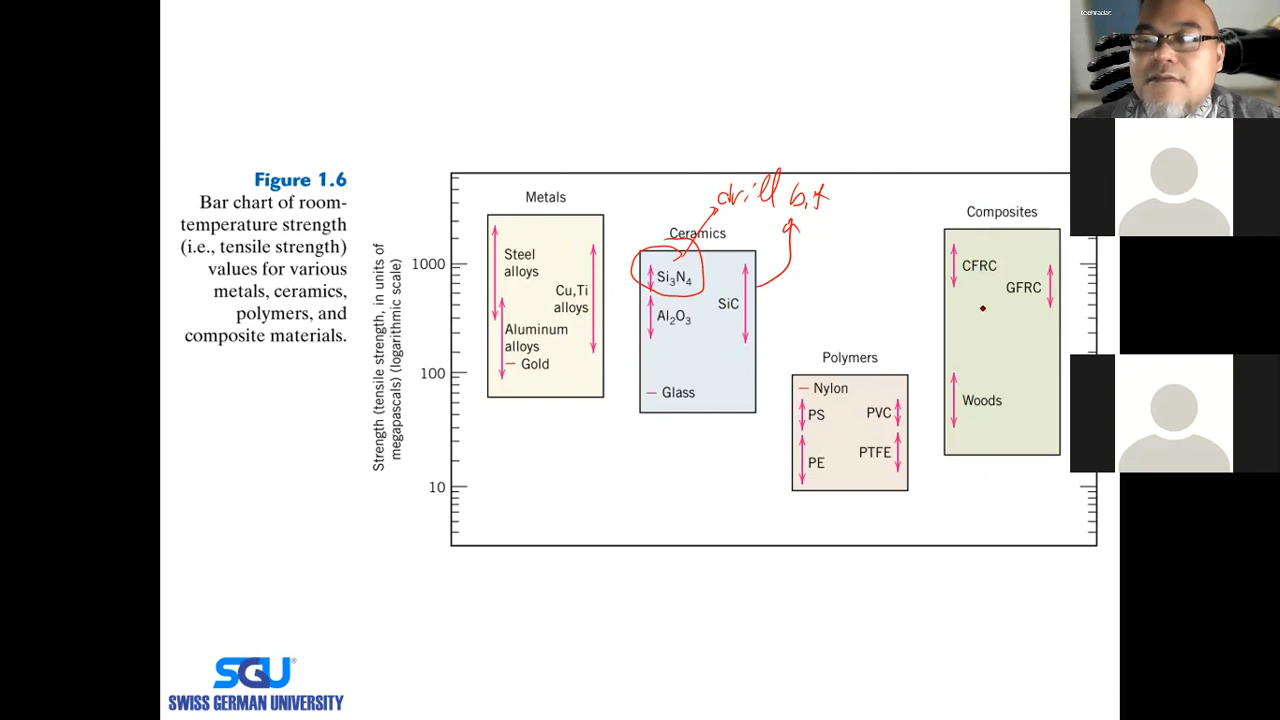 techradar
Figure 1.6
Bar chart of room-
temperature strength
(i.e., tensile strength)
values for various
metals, ceramics,
polymers, and
composite materials.
Strength (tensile strength, in units of
megapascals) (logarithmic scale)
1000
100
10
Metals
Steel
alloys
Cu,Ti
alloys
Aluminum
alloys
Gold
drill bit
Ceramics
Si3N4
SiC
Al2O3
Glass
Polymers
Nylon
PS
PVC
PE
PTFE
Composites
CFRC
GFRC
Woods
SGU®
SWISS GERMAN UNIVERSITY